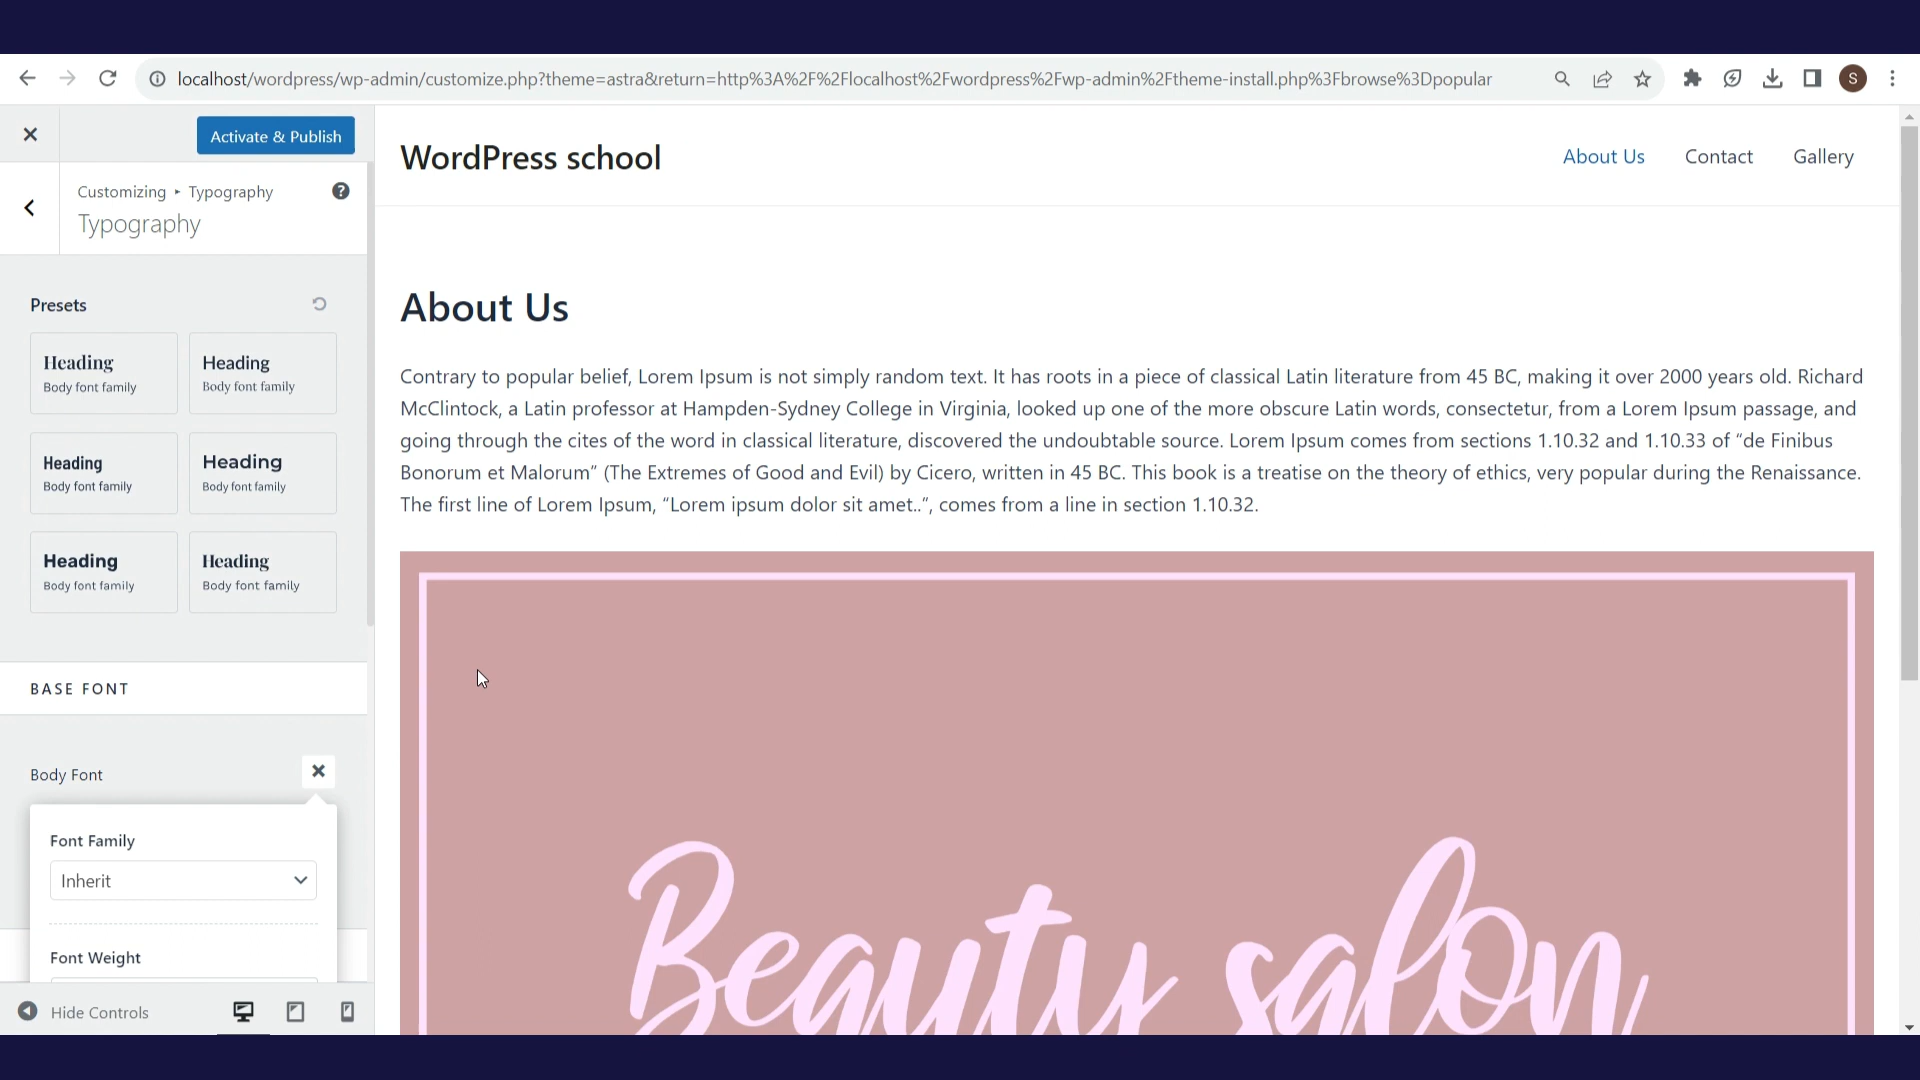 localhost/wordpress/wp-admin/customize.php?theme=astra&return=http%3A%2F%2Flocalhost%2Fwordpress%2Fwp-admin%2Ftheme-install.php%3Fbrowse%3Dpopular
S
Activate & Publish
Customizing ▸ Typography
Typography
Presets
Heading
Body font family
Heading
Body font family
Heading
Body font family
Heading
Body font family
Heading
Body font family
Heading
Body font family
BASE FONT
Body Font
Font Family
Inherit
Font Weight
Hide Controls
WordPress school
About Us
Contact
Gallery
About Us
Contrary to popular belief, Lorem Ipsum is not simply random text. It has roots in a piece of classical Latin literature from 45 BC, making it over 2000 years old. Richard
McClintock, a Latin professor at Hampden-Sydney College in Virginia, looked up one of the more obscure Latin words, consectetur, from a Lorem Ipsum passage, and
going through the cites of the word in classical literature, discovered the undoubtable source. Lorem Ipsum comes from sections 1.10.32 and 1.10.33 of “de Finibus
Bonorum et Malorum” (The Extremes of Good and Evil) by Cicero, written in 45 BC. This book is a treatise on the theory of ethics, very popular during the Renaissance.
The first line of Lorem Ipsum, “Lorem ipsum dolor sit amet..”, comes from a line in section 1.10.32.
Beauty salon